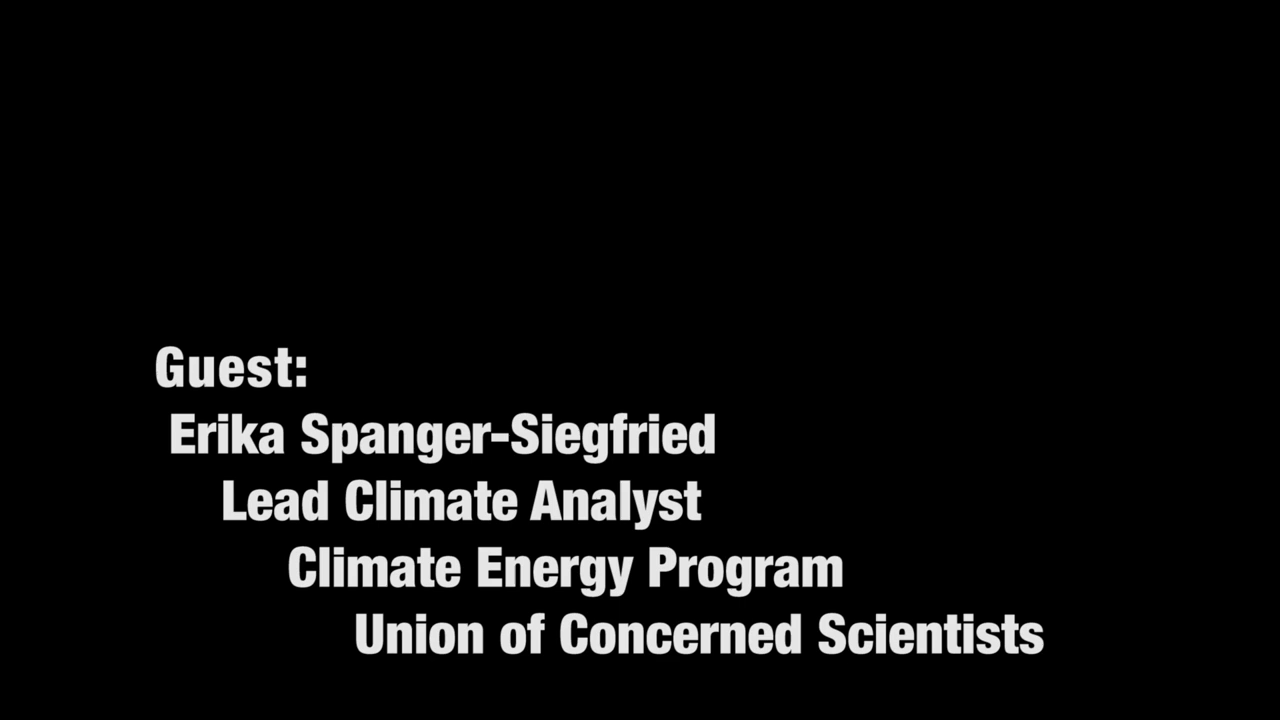 Guest:
Erika Spanger-Siegfried
Lead Climate Analyst
Climate Energy Program
Union of Concerned Scientists